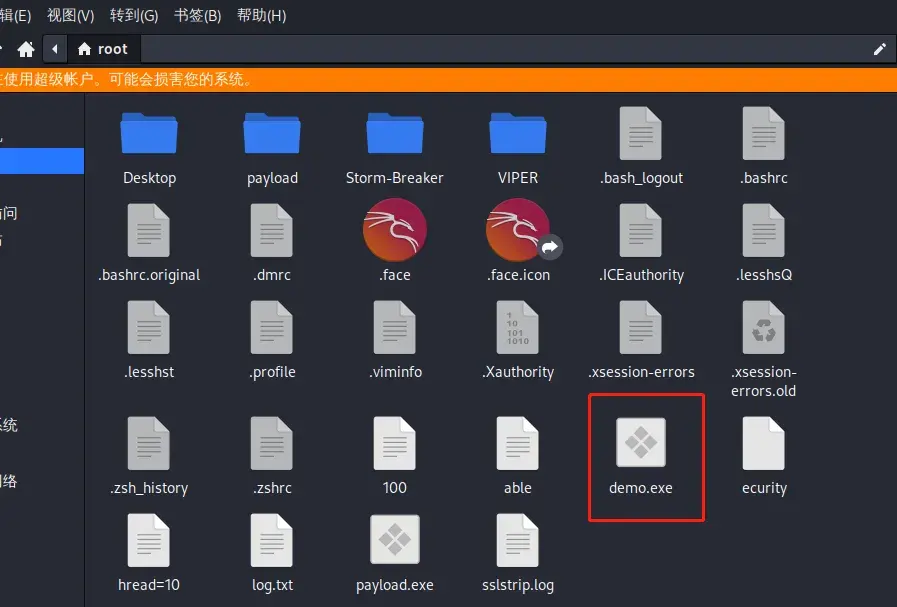 辑(E) 视图(V) 转到(G) 书签(B) 帮助(H)
root
使用超级帐户。可能会损害您的系统。
Desktop payload Storm-Breaker VIPER .bash_logout .bashrc
问
.bashrc.original .dmrc .face .face.icon .ICEauthority .lesshsQ
.lesshst .profile .viminfo .Xauthority .xsession-errors .xsession-
errors.old
系统
络
1
10
101
1010
.zsh_history .zshrc 100 able demo.exe ecurity
hread=10 log.txt payload.exe sslstrip.log